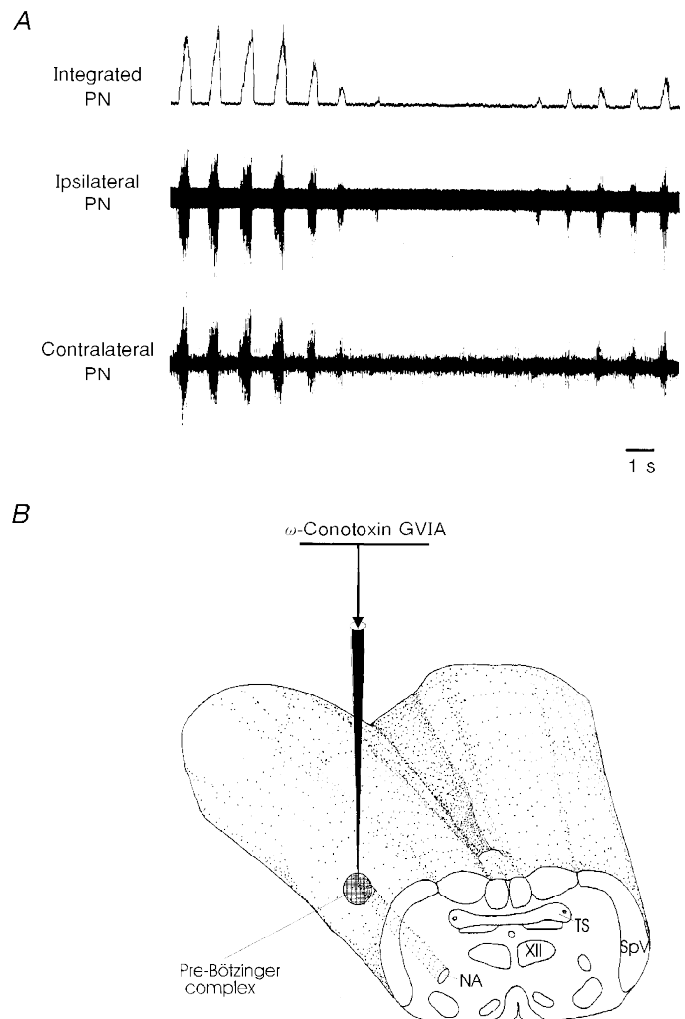 A
Integrated
PN
Ipsilateral
PN
Contralateral
PN
1 s
B
ω-Conotoxin GVIA
TS
XII
SpV
Pre-Bötzinger
complex
NA